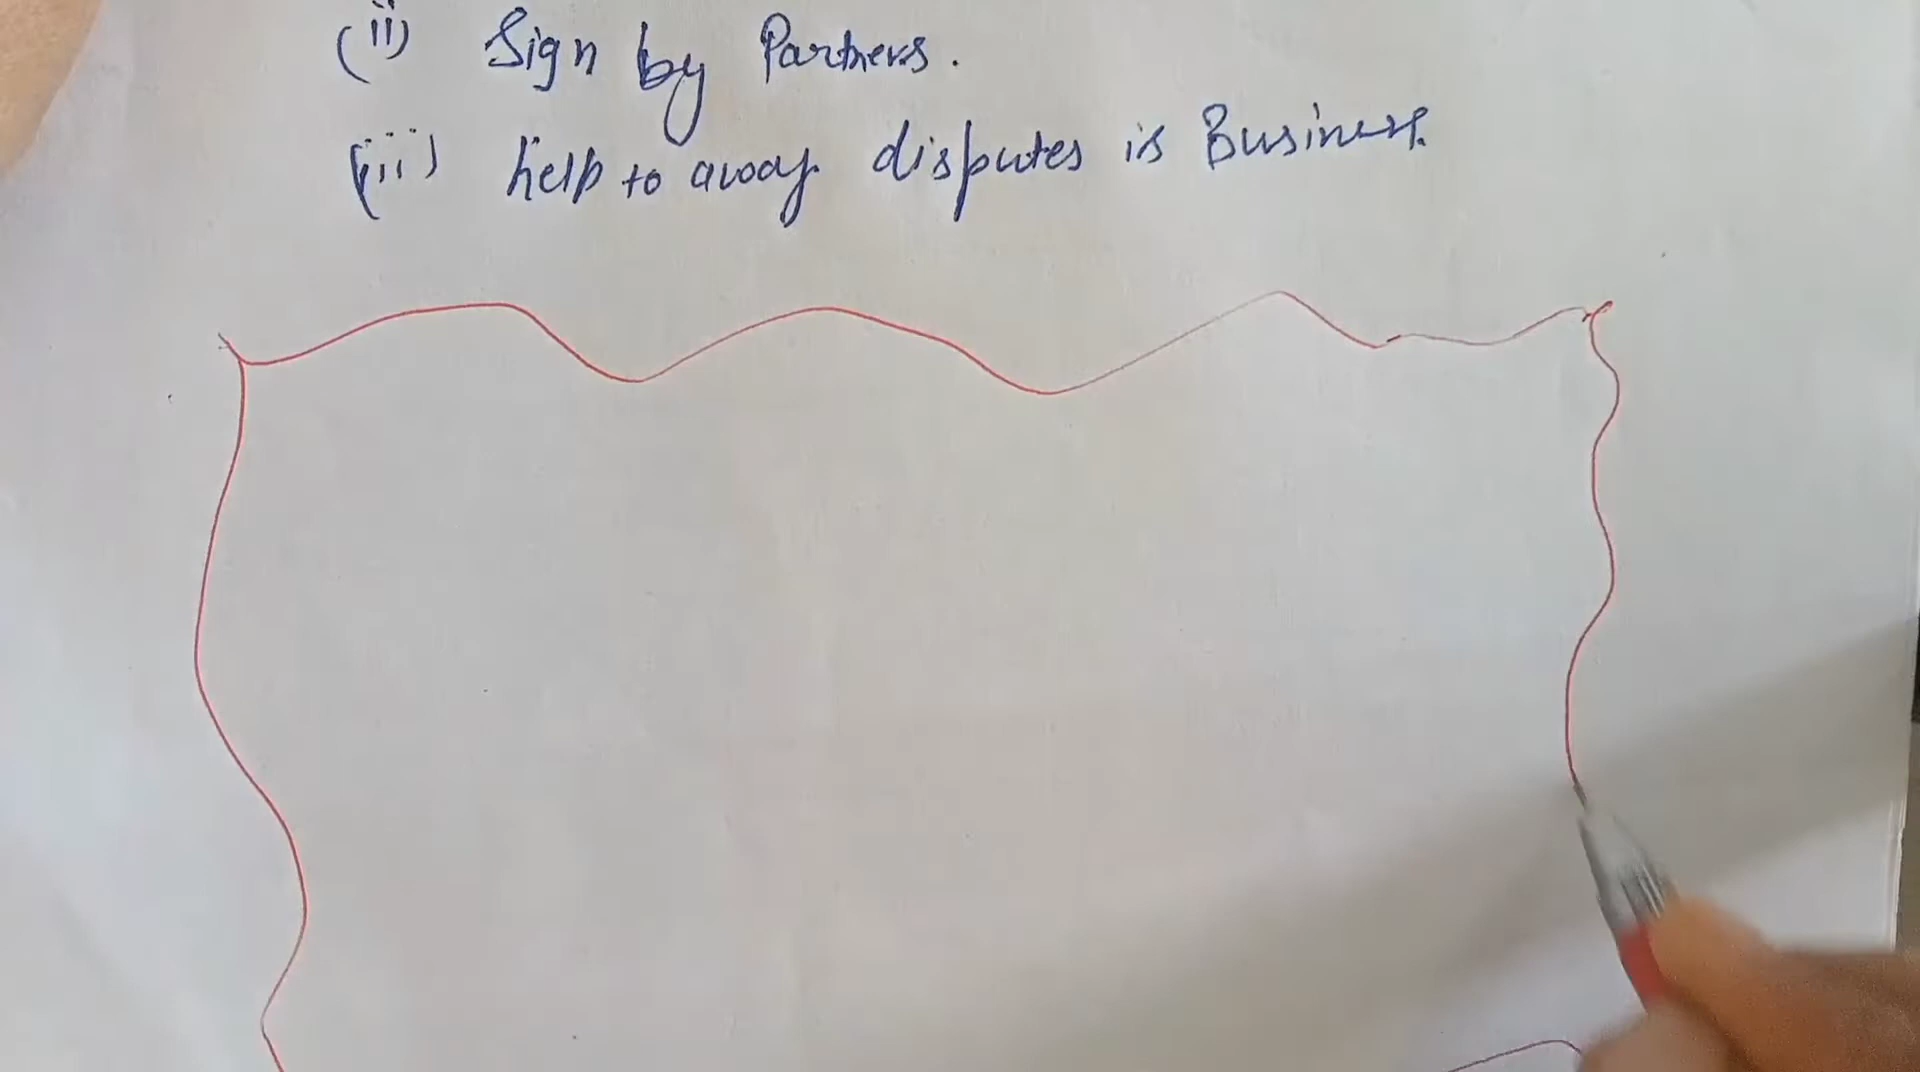 (ii) Sign by Partners.
(iii) help to avoay disputes is Business.